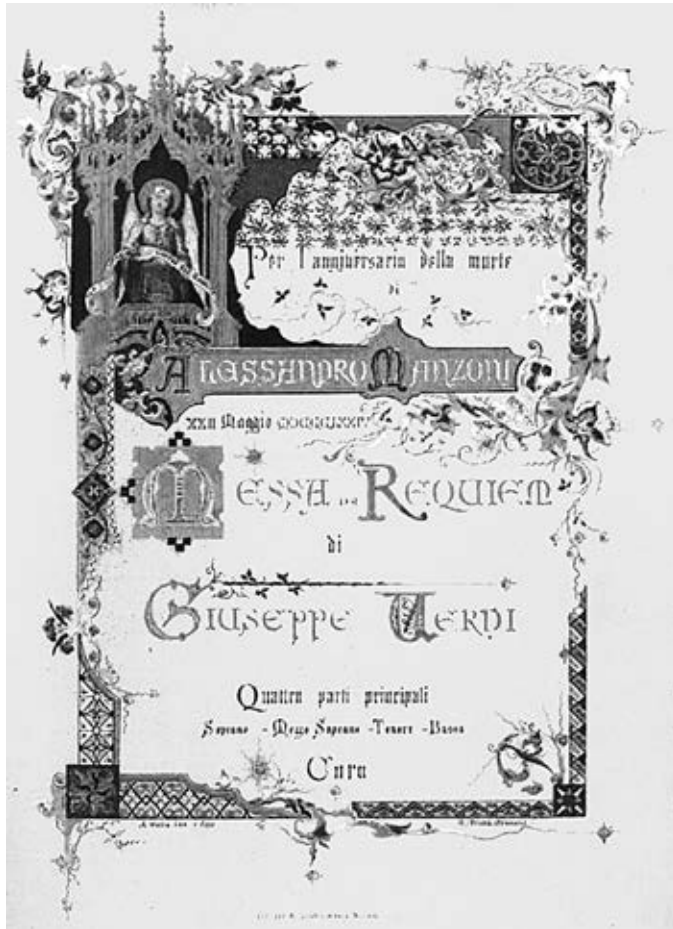 Per l'anniversario della morte
di
ALESSANDRO MANZONI
XXII Maggio MDCCCLXXIV
MESSA DA REQUIEM
di
GIUSEPPE VERDI
Quattro parti principali
Soprano - Mezzo Soprano - Tenore - Basso
Coro